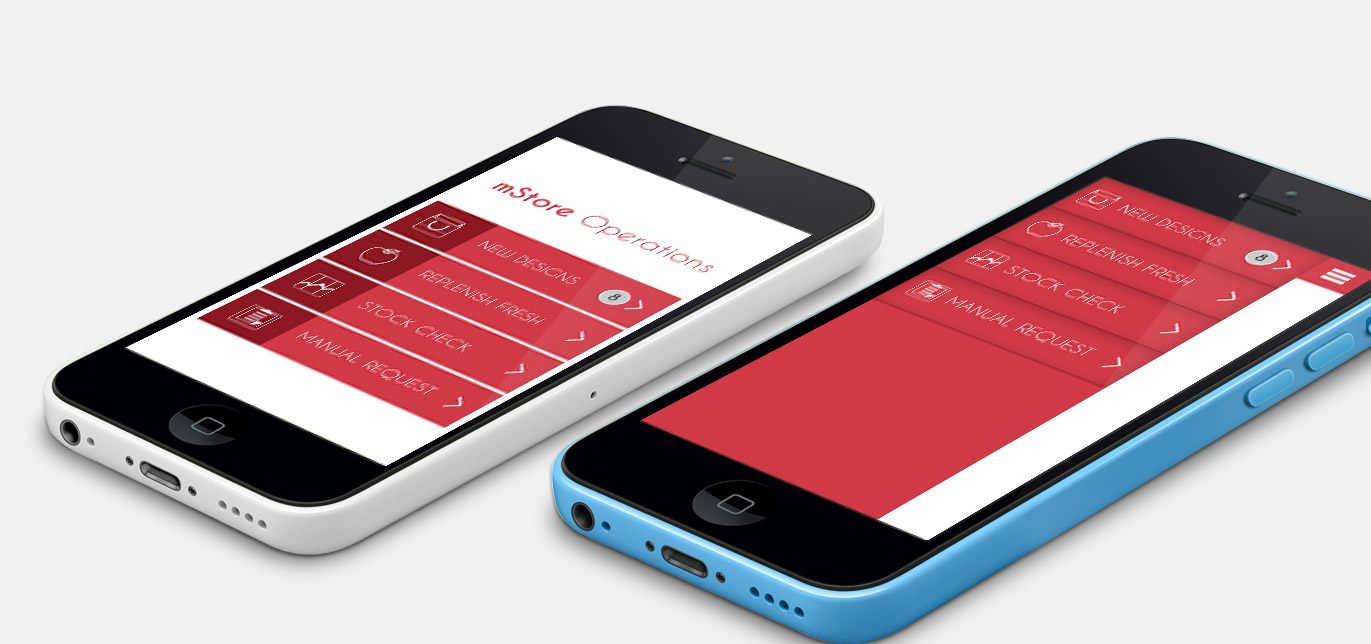 mStore Operations
NEW DESIGNS 8
REPLENISH FRESH
STOCK CHECK
MANUAL REQUEST
NEW DESIGNS 8
REPLENISH FRESH
STOCK CHECK
MANUAL REQUEST